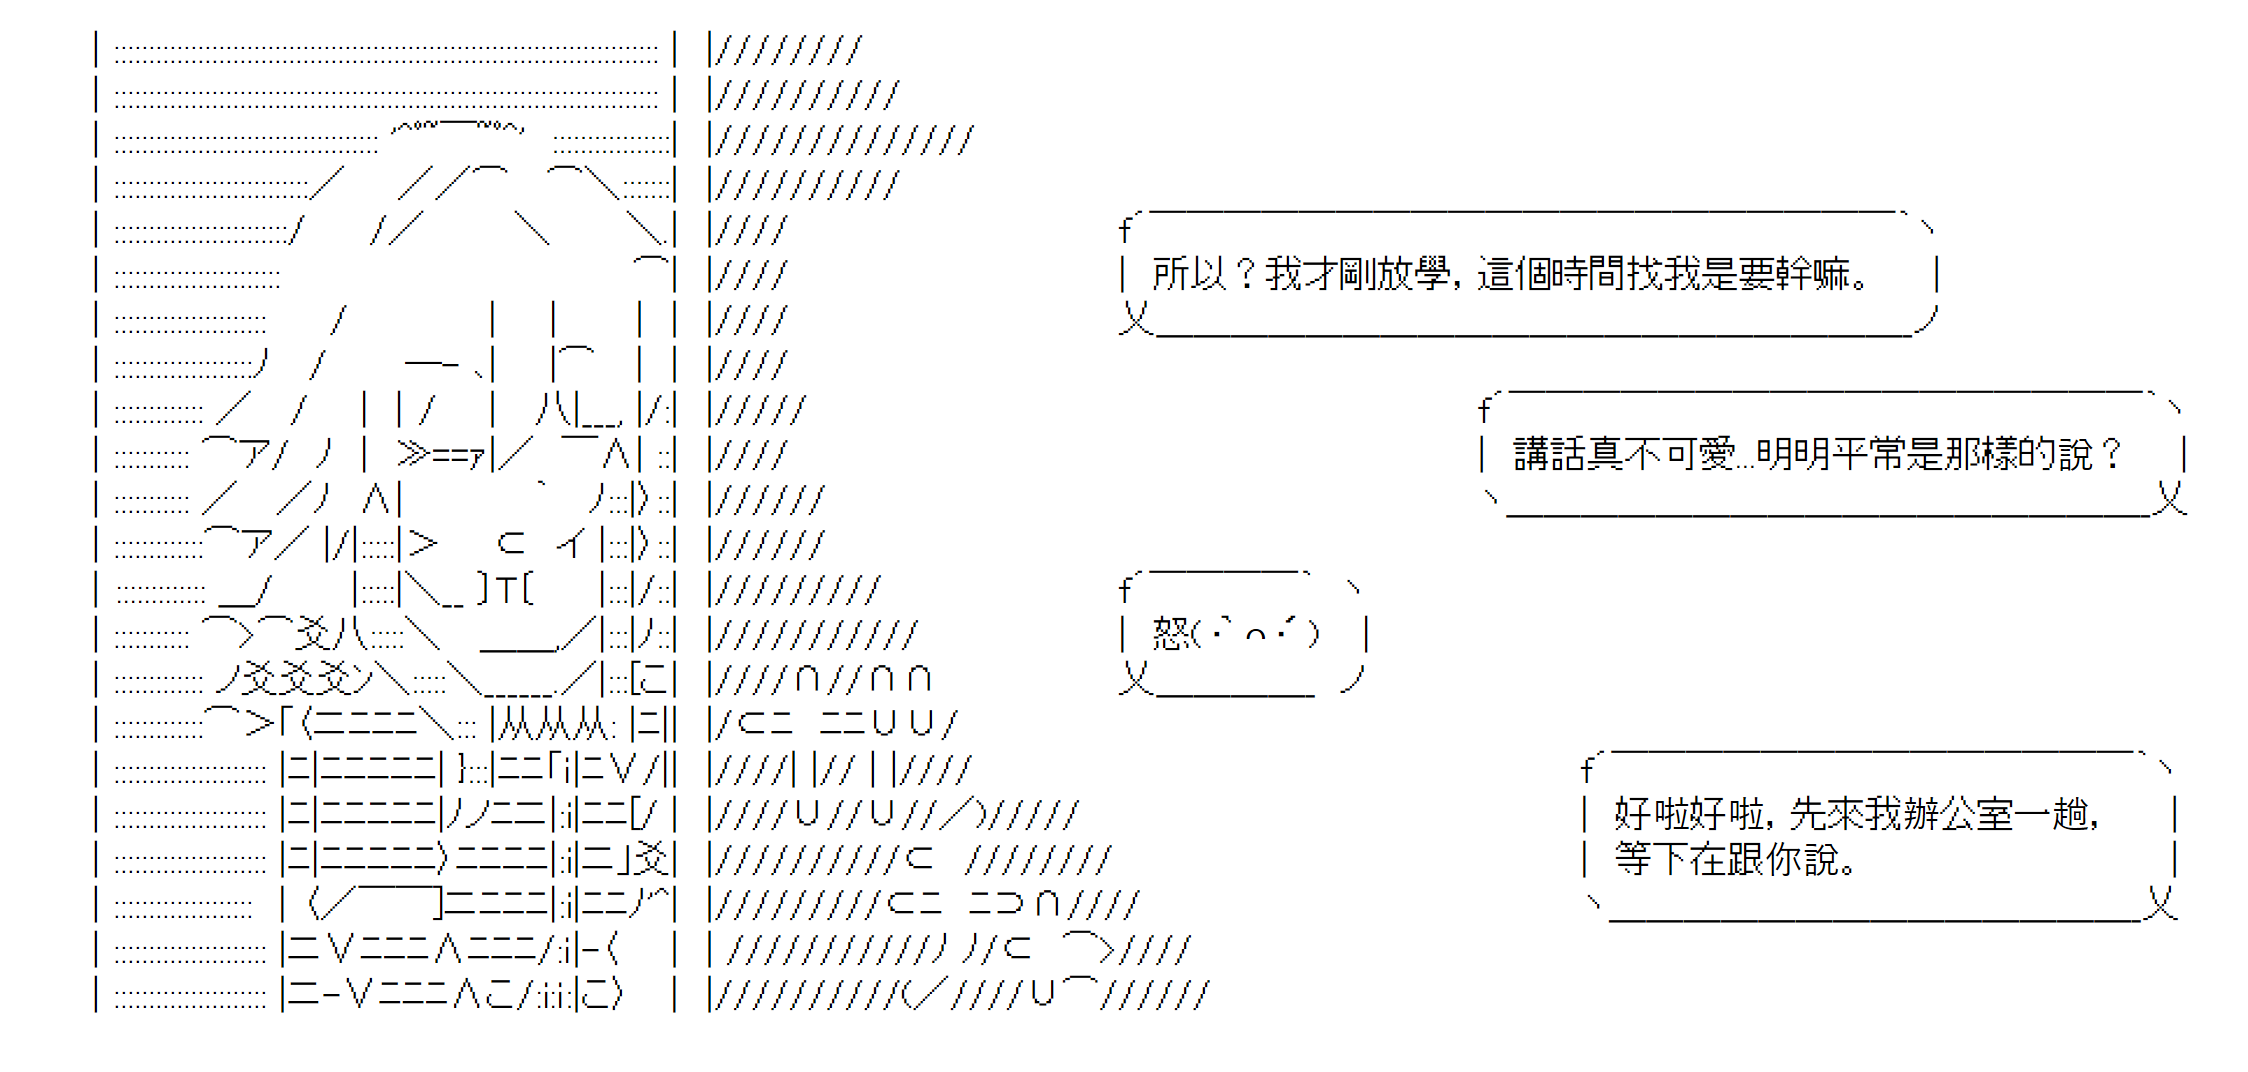 所以？我才剛放學，這個時間找我是要幹嘛。
講話真不可愛…明明平常是那樣的說？
怒(･`ᴖ･´)
好啦好啦，先來我辦公室一趟，
等下在跟你說。